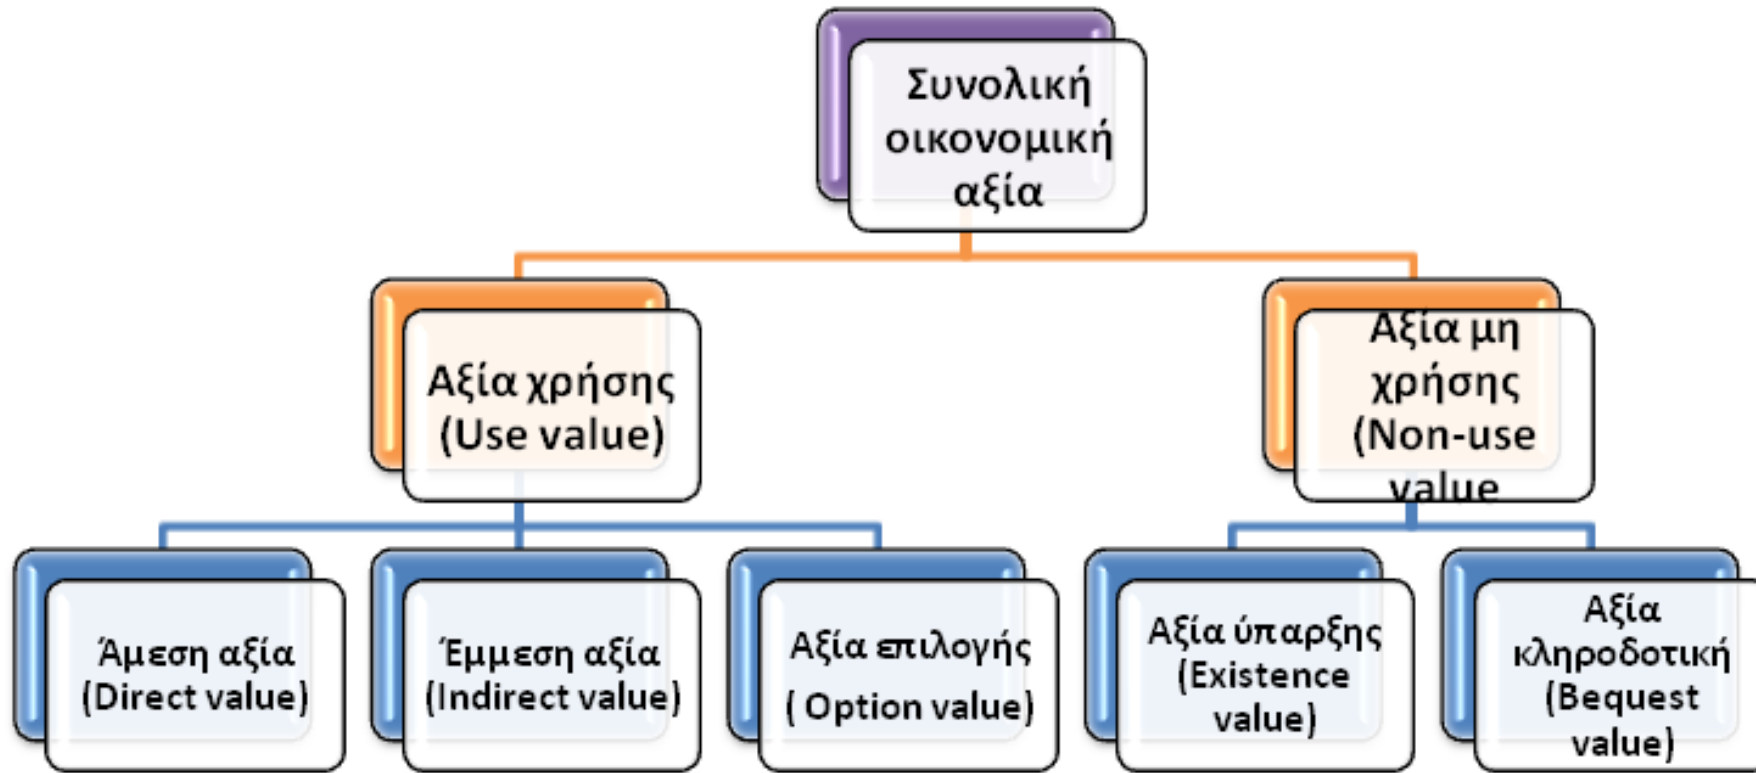 Συνολική
οικονομική
αξία
Αξία χρήσης
(Use value)
Αξία μη
χρήσης
(Non-use
value
Άμεση αξία
(Direct value)
Έμμεση αξία
(Indirect value)
Αξία επιλογής
( Option value)
Αξία ύπαρξης
(Existence
value)
Αξία
κληροδοτική
(Bequest
value)